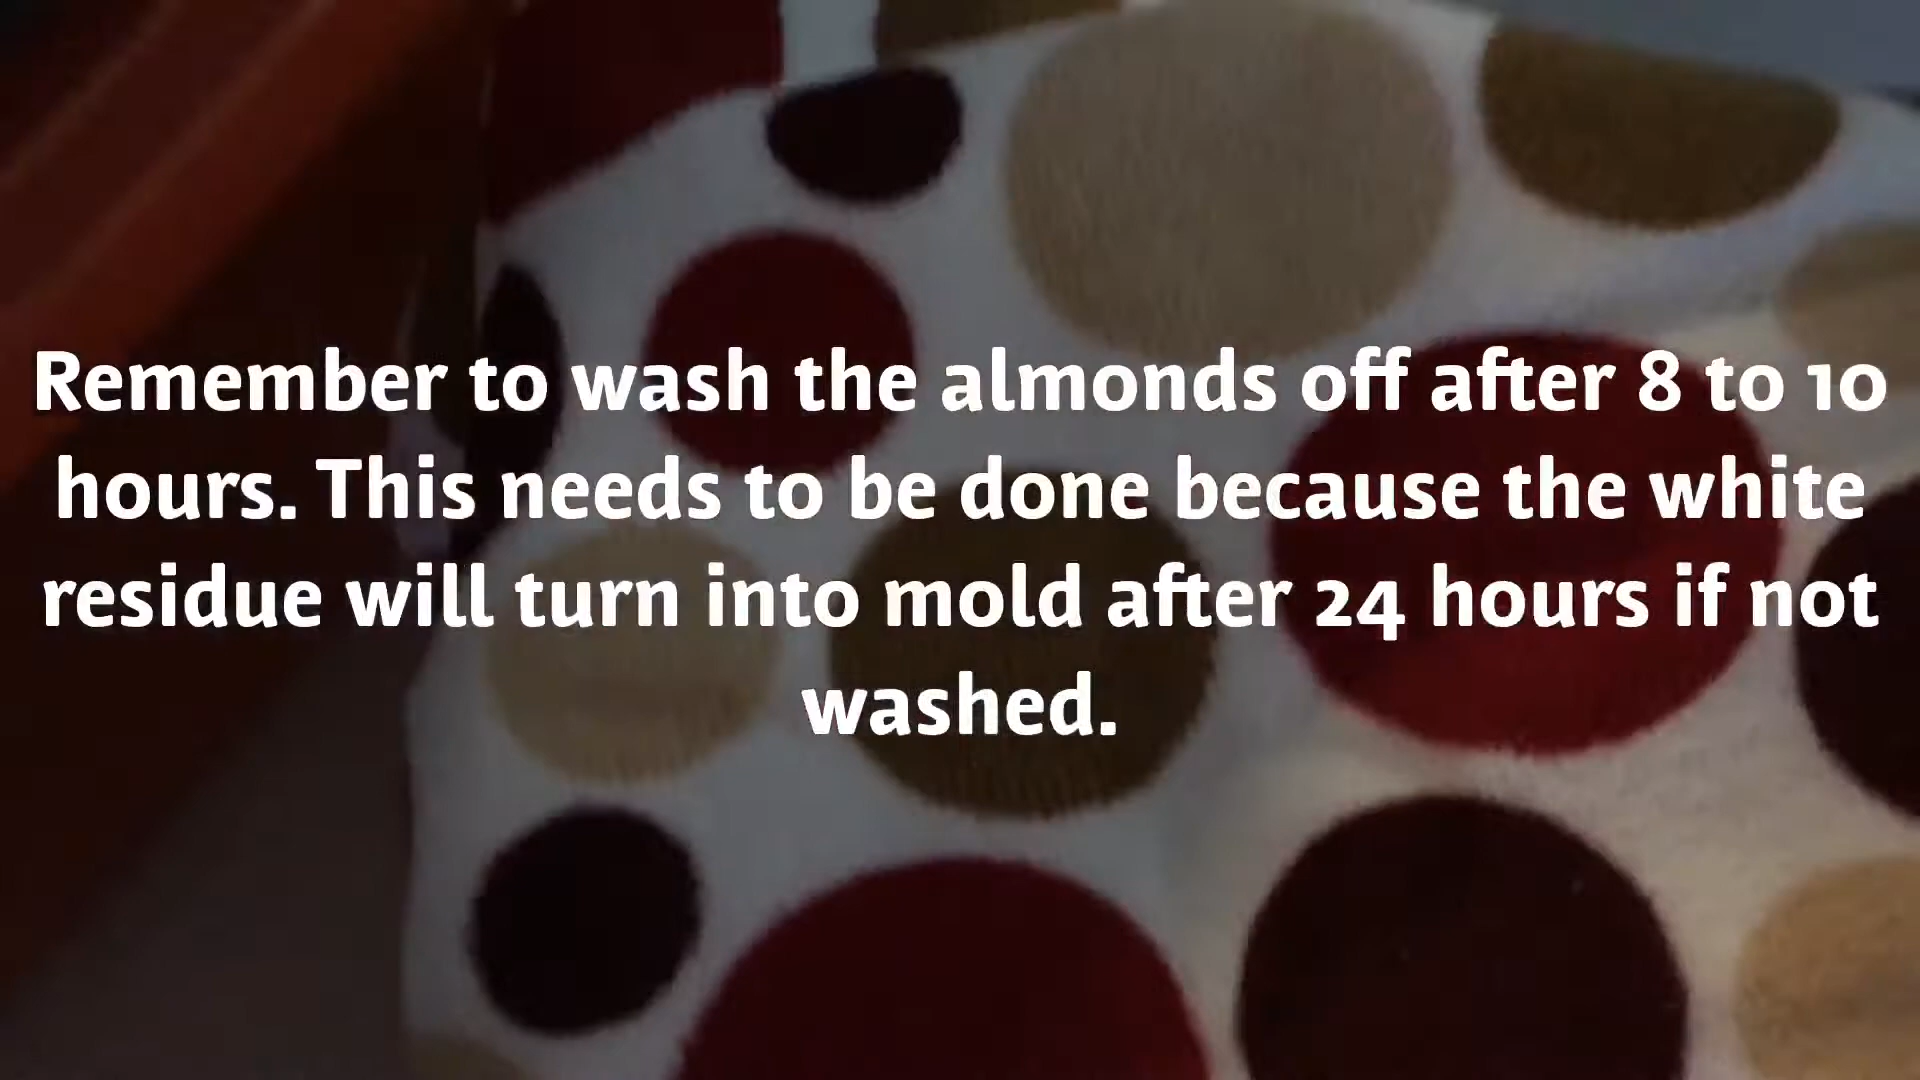 Remember to wash the almonds off after 8 to 10
hours. This needs to be done because the white
residue will turn into mold after 24 hours if not
washed.